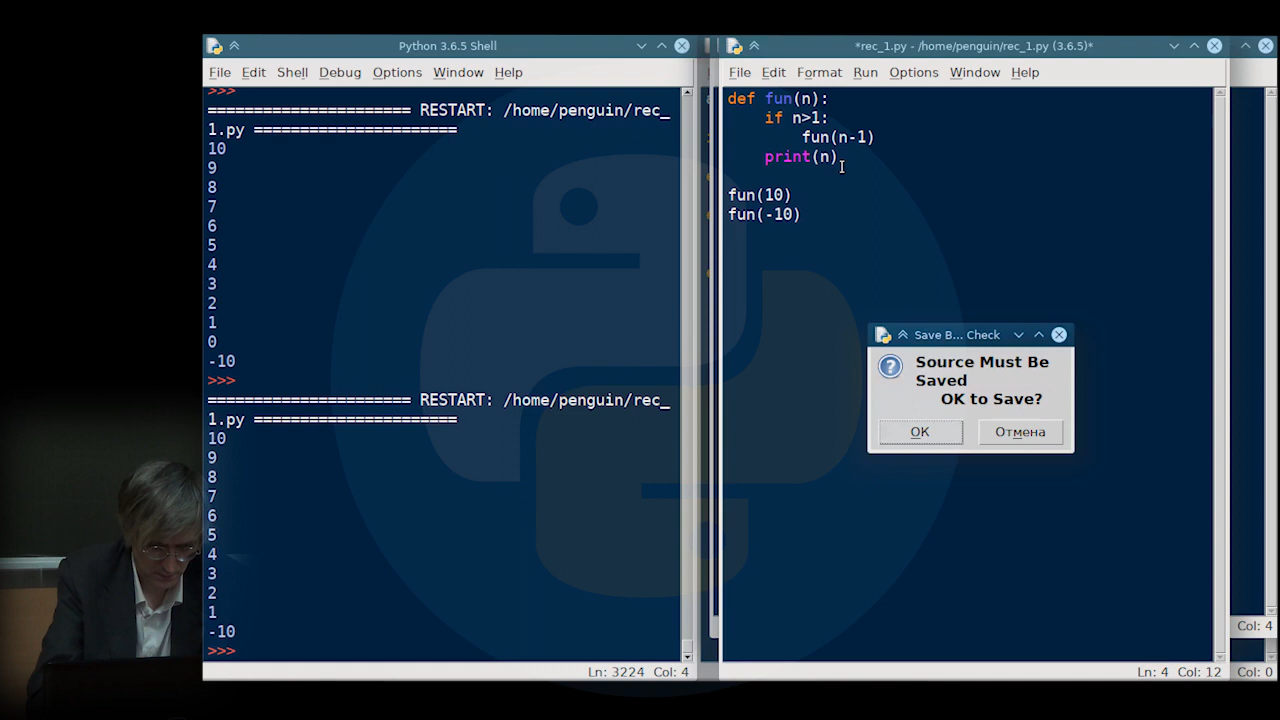 Python 3.6.5 Shell
File Edit Shell Debug Options Window Help
>>>
====================== RESTART: /home/penguin/rec_
1.py ======================
10
9
8
7
6
5
4
3
2
1
0
-10
>>>
====================== RESTART: /home/penguin/rec_
1.py ======================
10
9
8
7
6
5
4
3
2
1
-10
>>>
Ln: 3224 Col: 4
*rec_1.py - /home/penguin/rec_1.py (3.6.5)*
File Edit Format Run Options Window Help
def fun(n):
    if n>1:
        fun(n-1)
    print(n)
fun(10)
fun(-10)
Save B... Check
Source Must Be
Saved
OK to Save?
OK Отмена
Ln: 4 Col: 12
Col: 4
Col: 0